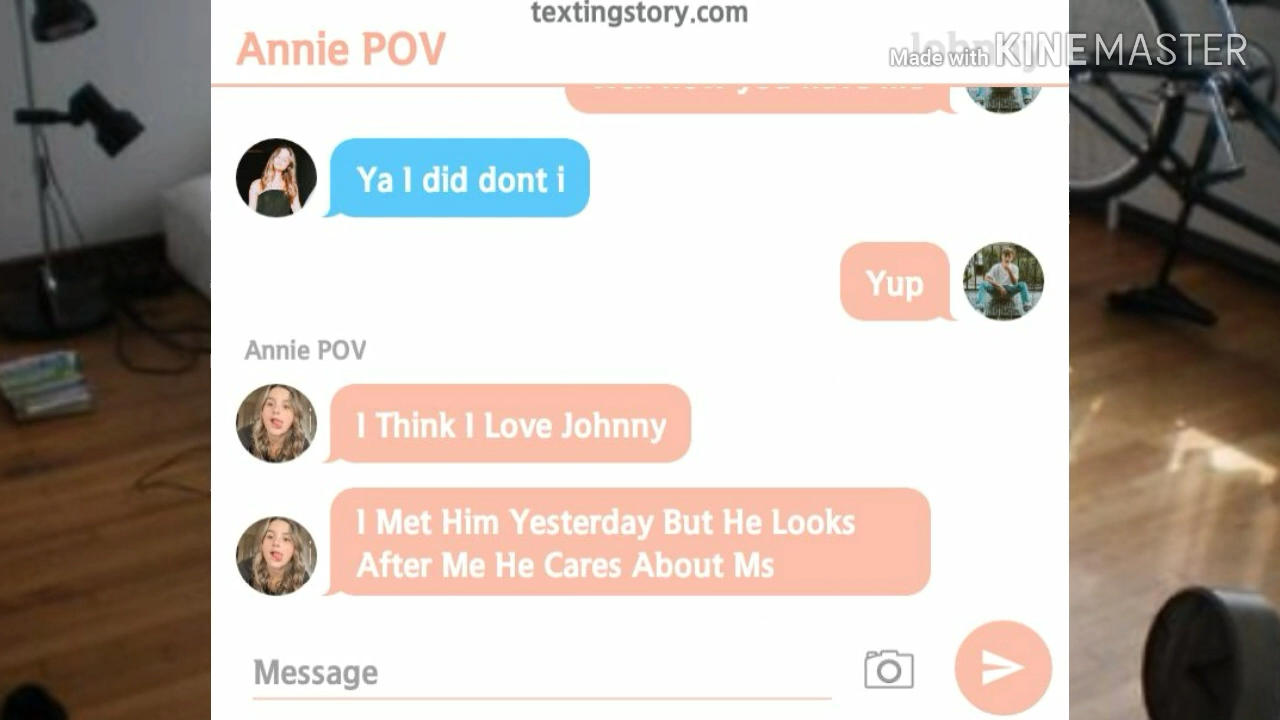 textingstory.com
Annie POV
Made with KINEMASTER
Ya I did dont i
Yup
Annie POV
I Think I Love Johnny
I Met Him Yesterday But He Looks
After Me He Cares About Ms
Message